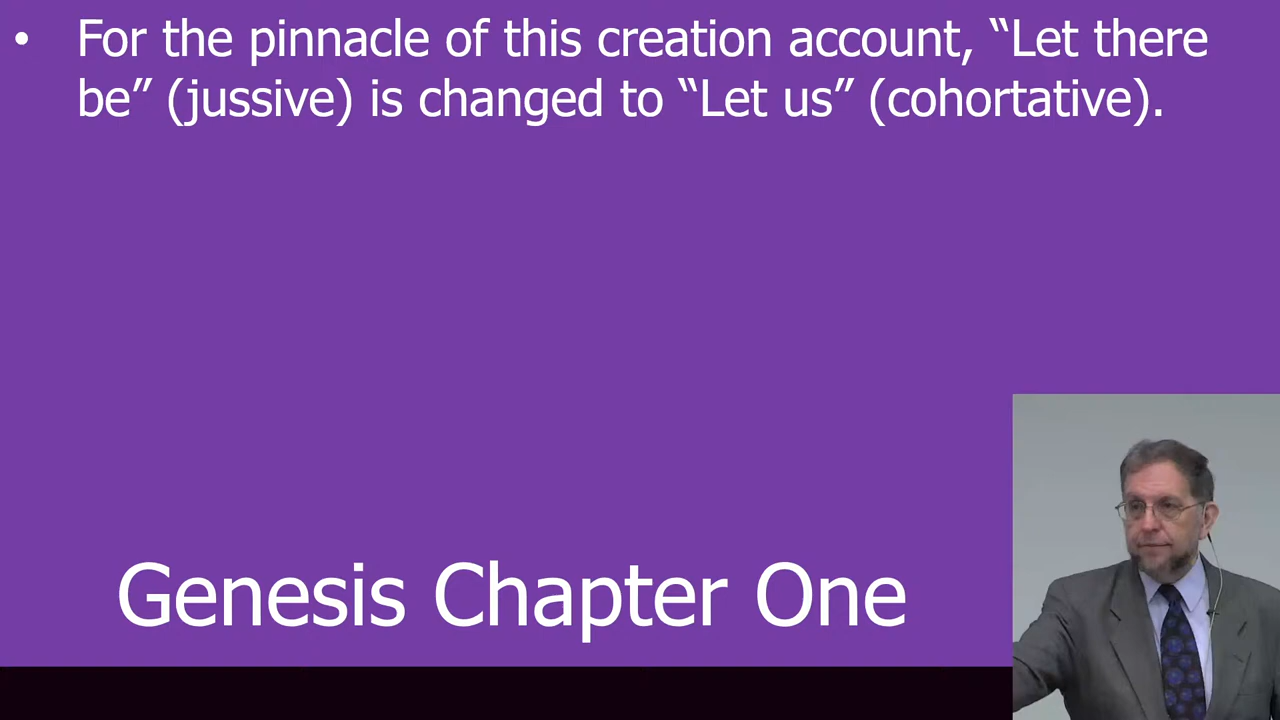 • For the pinnacle of this creation account, “Let there
be” (jussive) is changed to “Let us” (cohortative).
Genesis Chapter One